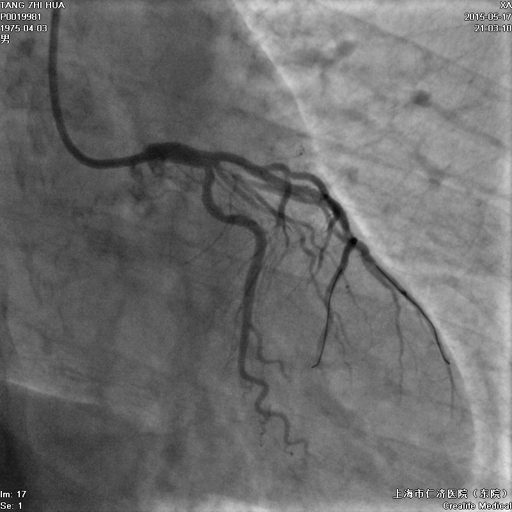 TANG ZHI HUA
P0019981
1975-04-03
男
XA
2015-05-17
21:03:10
Im: 17
Se: 1
上海市仁济医院（东院）
Crealife Medical